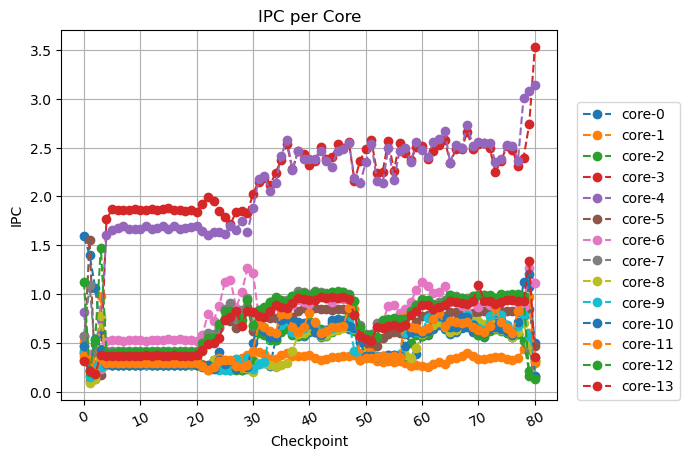 IPC per Core
IPC
3.5
3.0
2.5
2.0
1.5
1.0
0.5
0.0
0
10
20
30
40
50
60
70
80
Checkpoint
core-0
core-1
core-2
core-3
core-4
core-5
core-6
core-7
core-8
core-9
core-10
core-11
core-12
core-13